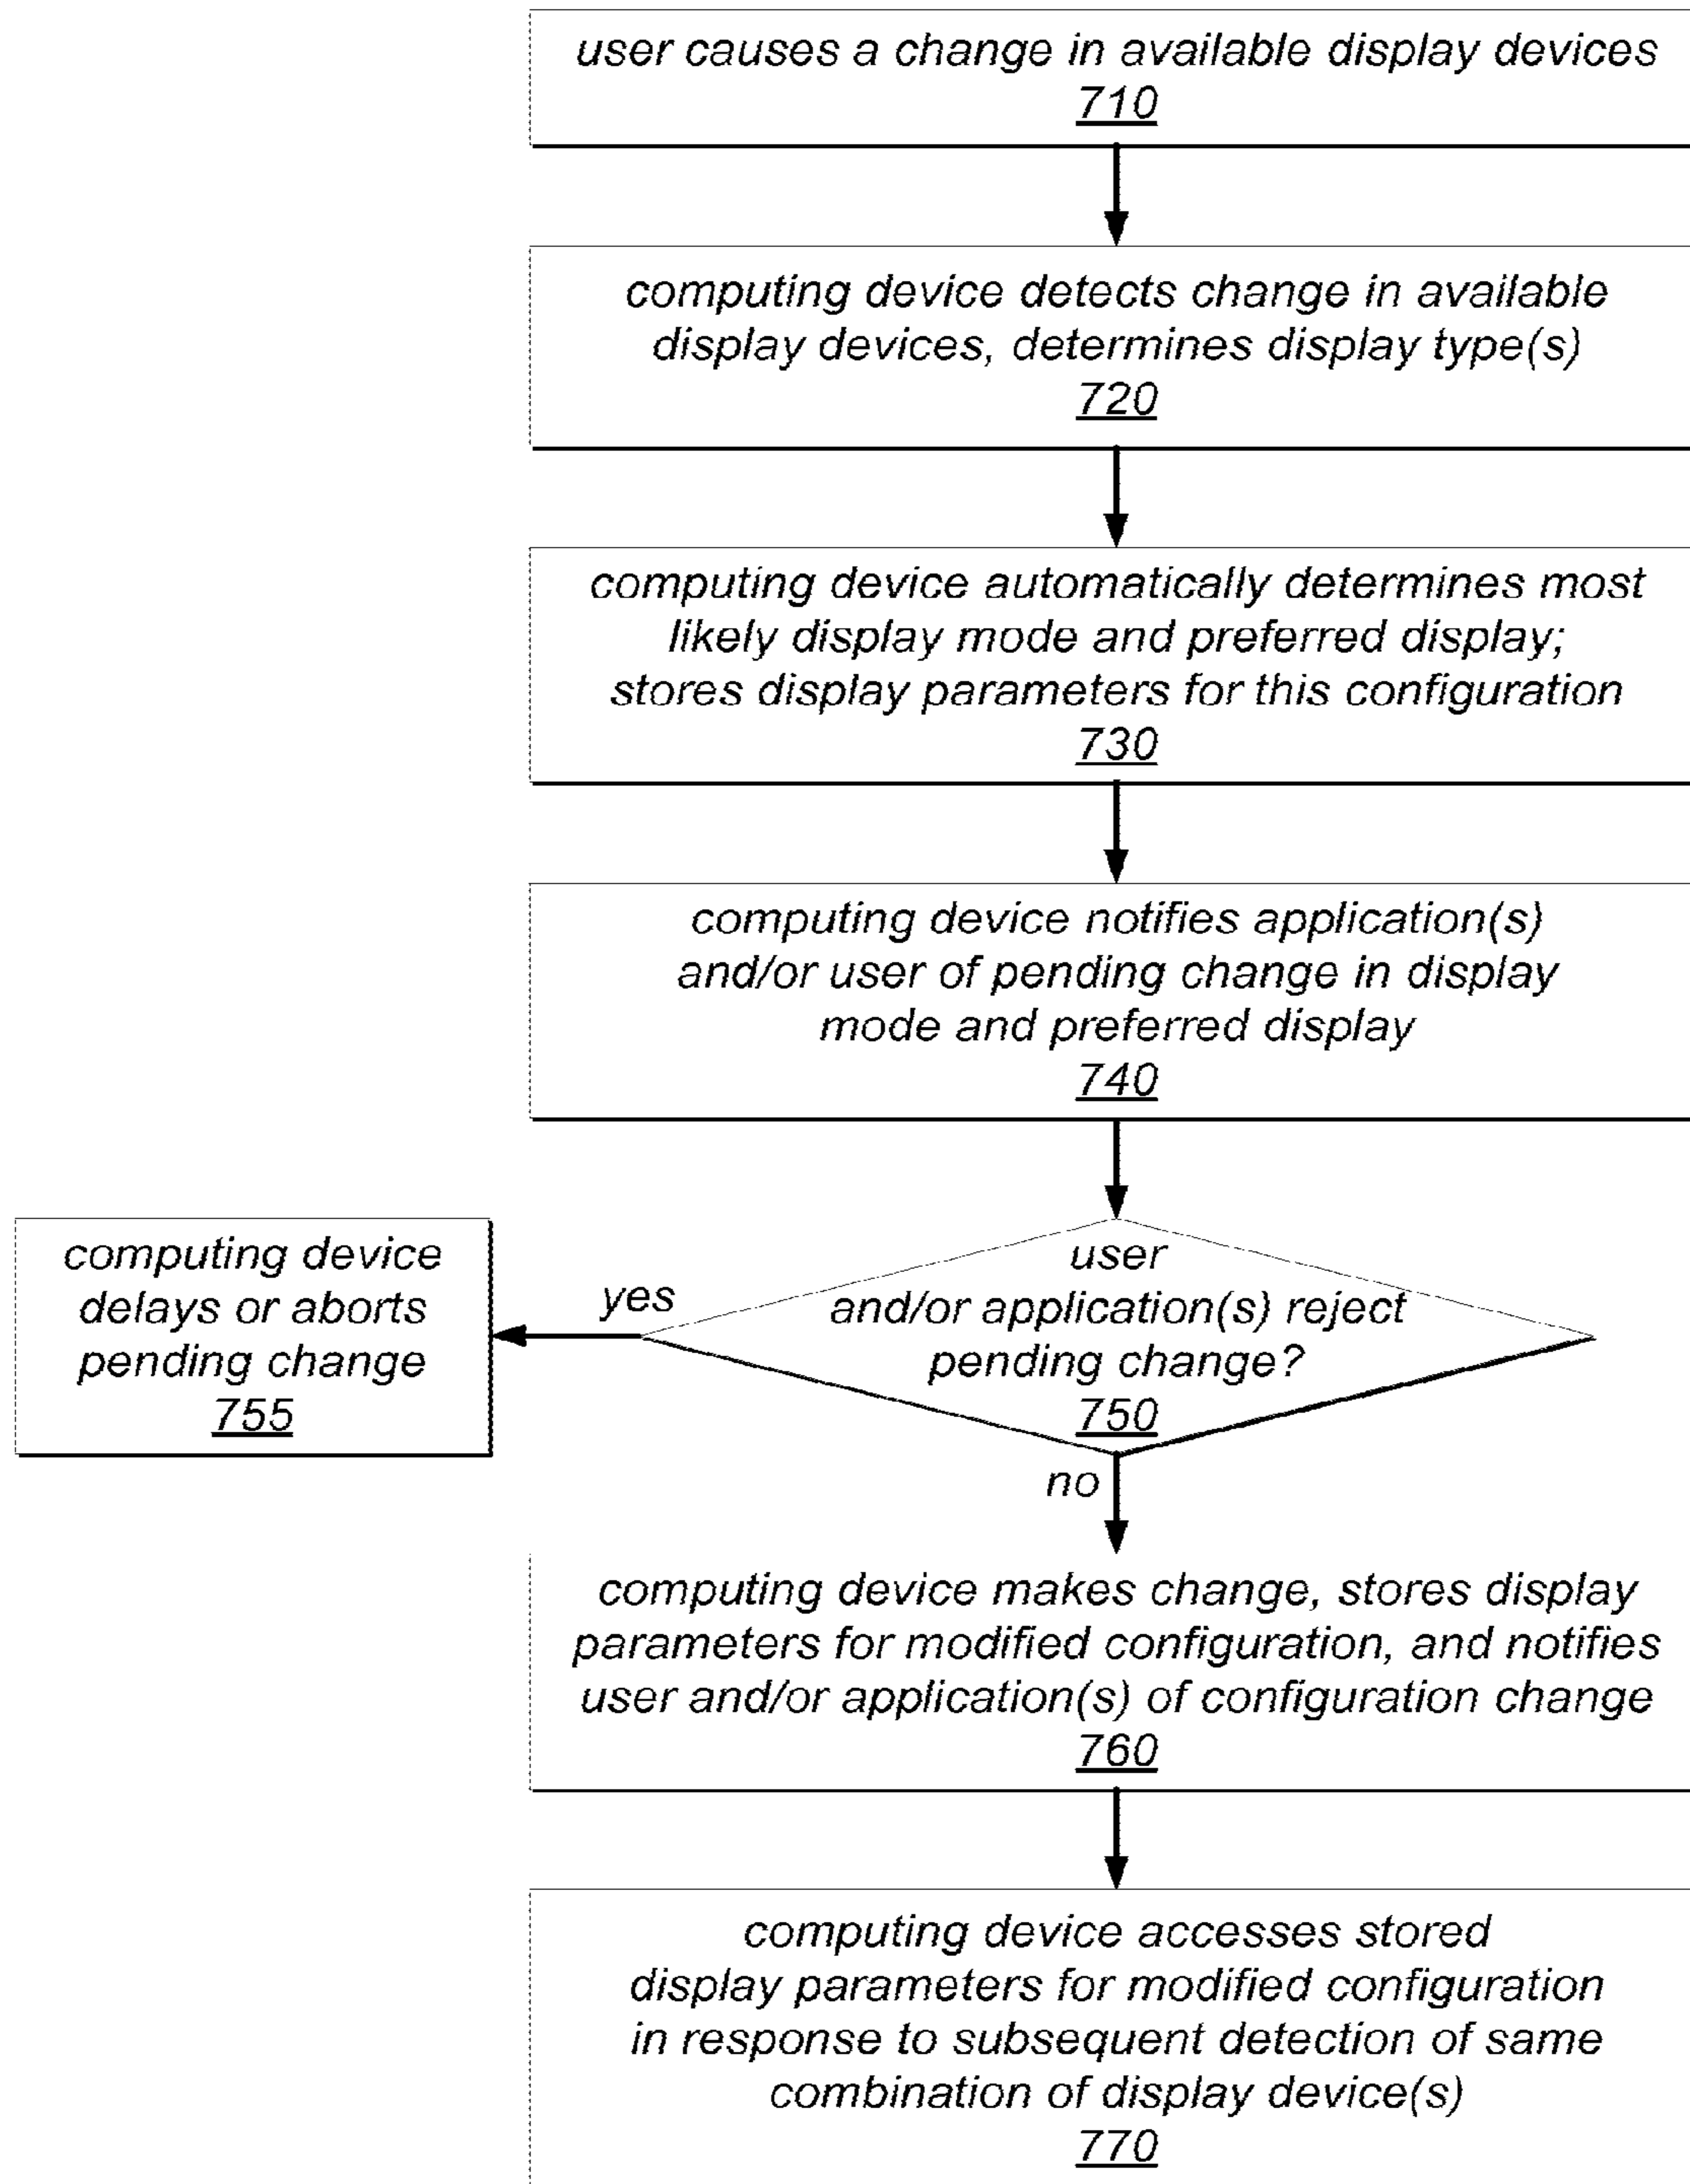 user causes a change in available display devices
710
computing device detects change in available
display devices, determines display type(s)
720
computing device automatically determines most
likely display mode and preferred display;
stores display parameters for this configuration
730
computing device notifies application(s)
and/or user of pending change in display
mode and preferred display
740
user
and/or application(s) reject
pending change?
750
yes
computing device
delays or aborts
pending change
755
no
computing device makes change, stores display
parameters for modified configuration, and notifies
user and/or application(s) of configuration change
760
computing device accesses stored
display parameters for modified configuration
in response to subsequent detection of same
combination of display device(s)
770